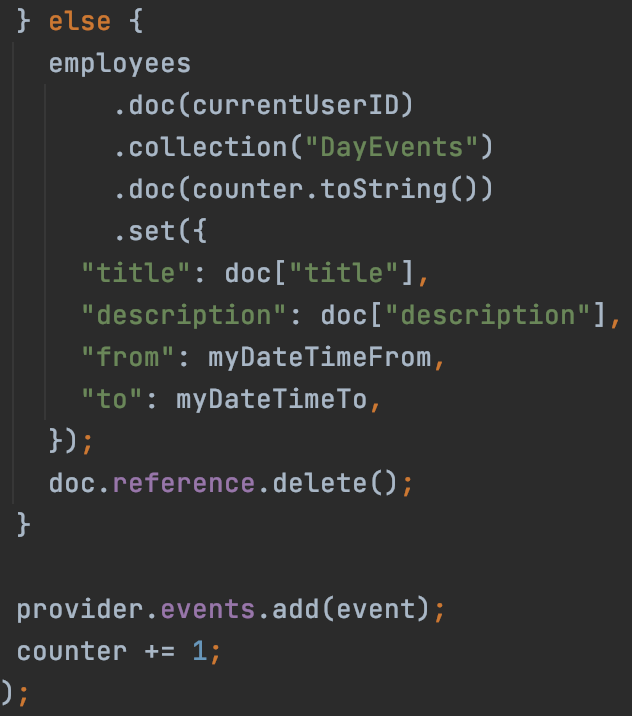 } else {
employees
.doc(currentUserID)
.collection("DayEvents")
.doc(counter.toString())
.set({
"title": doc["title"],
"description": doc["description"],
"from": myDateTimeFrom,
"to": myDateTimeTo,
});
doc.reference.delete();
}
provider.events.add(event);
counter += 1;
);